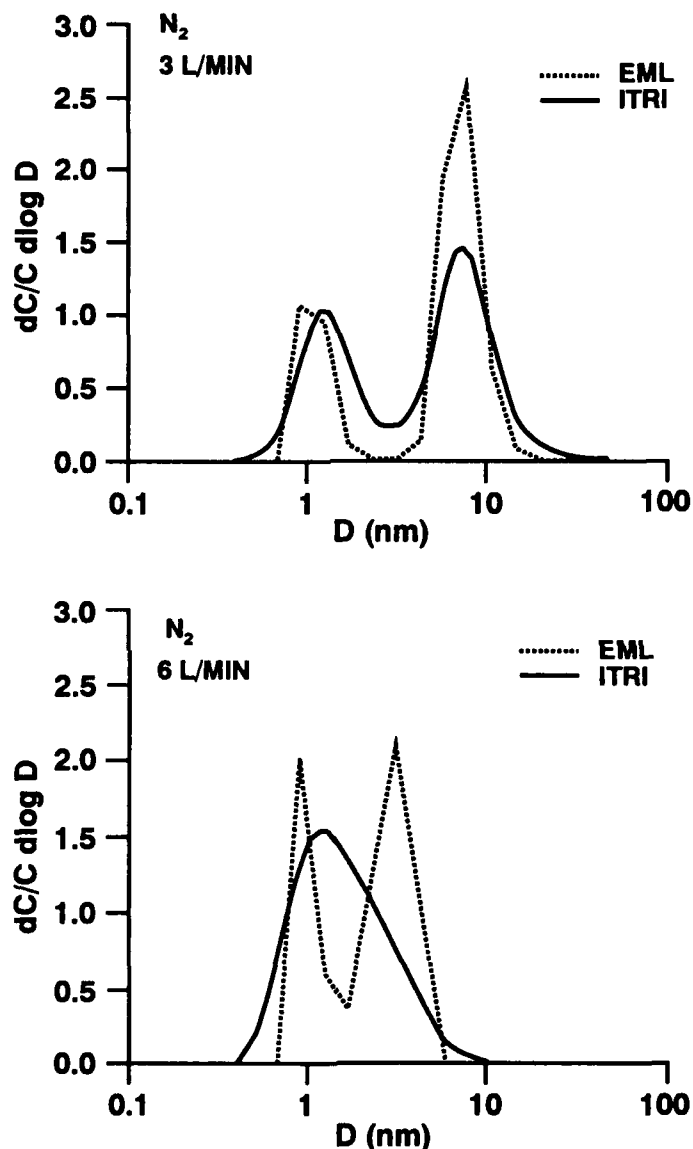 N₂
3 L/MIN
EML
ITRI
dC/C dlog D
3.0
2.5
2.0
1.5
1.0
0.5
0.0
0.1 1 10 100
D (nm)
N₂
6 L/MIN
EML
ITRI
dC/C dlog D
3.0
2.5
2.0
1.5
1.0
0.5
0.0
0.1 1 10 100
D (nm)